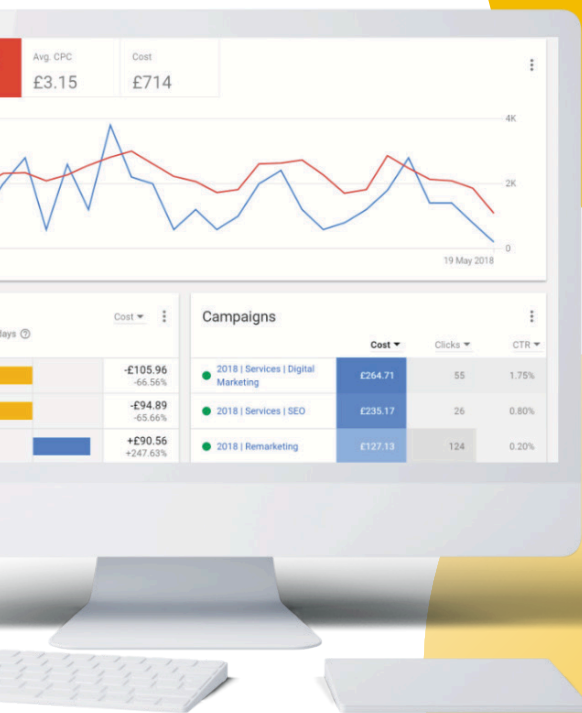 Avg. CPC
Cost
£3.15
£714
4K
2K
0
19 May 2018
Cost
Campaigns
Cost
Clicks
CTR
-£105.96
-66.56%
2018 | Services | Digital
Marketing
£264.71
55
1.75%
-£94.89
-65.66%
2018 | Services | SEO
£235.17
26
0.80%
+£90.56
+247.63%
2018 | Remarketing
£127.13
124
0.20%